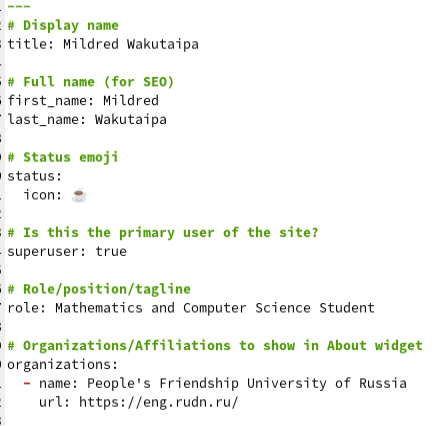 ---
# Display name
title: Mildred Wakutaipa
# Full name (for SEO)
first_name: Mildred
last_name: Wakutaipa
# Status emoji
status:
icon: ☕
# Is this the primary user of the site?
superuser: true
# Role/position/tagline
role: Mathematics and Computer Science Student
# Organizations/Affiliations to show in About widget
organizations:
- name: People's Friendship University of Russia
url: https://eng.rudn.ru/